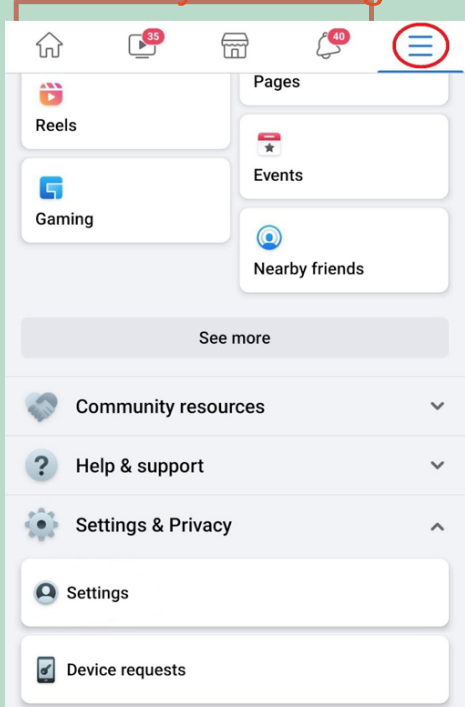 35
40
Pages
Reels
Events
Gaming
Nearby friends
See more
Community resources
Help & support
Settings & Privacy
Settings
Device requests